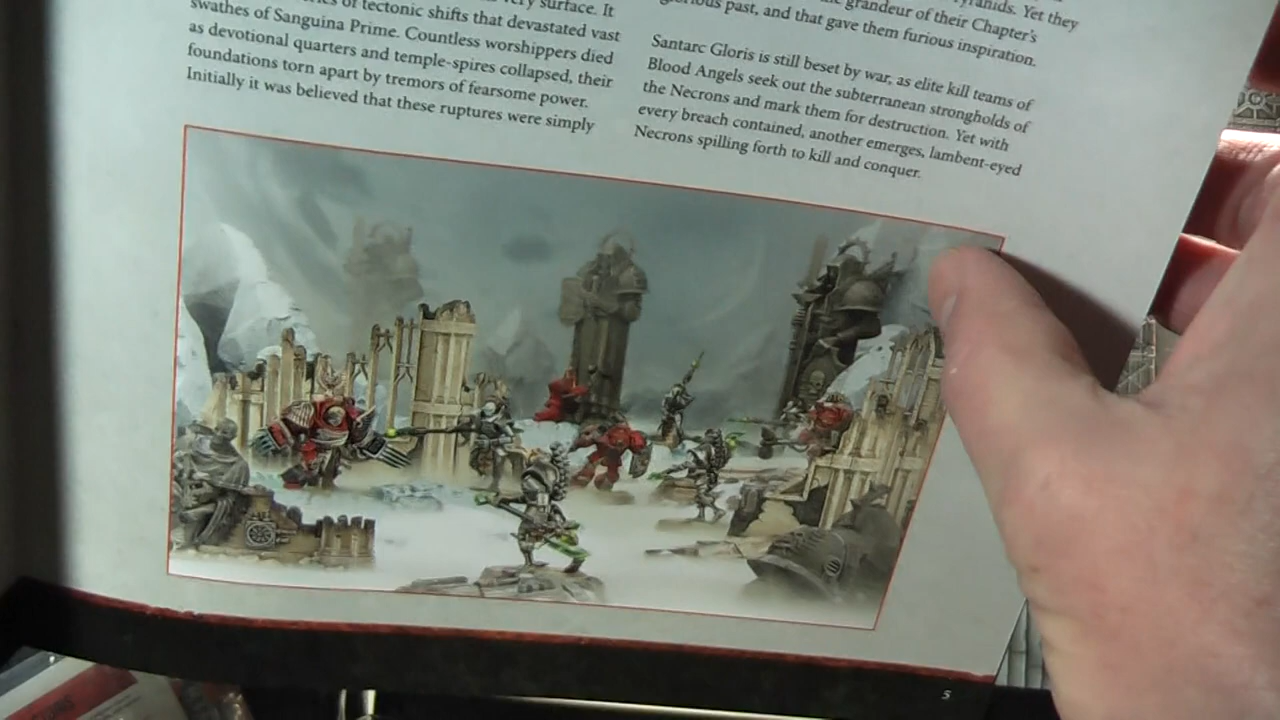 of tectonic shifts that devastated vast
surface. It
swathes of Sanguina Prime. Countless worshippers died
as devotional quarters and temple-spires collapsed, their
foundations torn apart by tremors of fearsome power.
Initially it was believed that these ruptures were simply
Yet they
grandeur of their Chapter's
past, and that gave them furious inspiration.
Santarc Gloris is still beset by war, as elite kill teams of
Blood Angels seek out the subterranean strongholds of
the Necrons and mark them for destruction. Yet with
every breach contained, another emerges, lambent-eyed
Necrons spilling forth to kill and conquer.
5